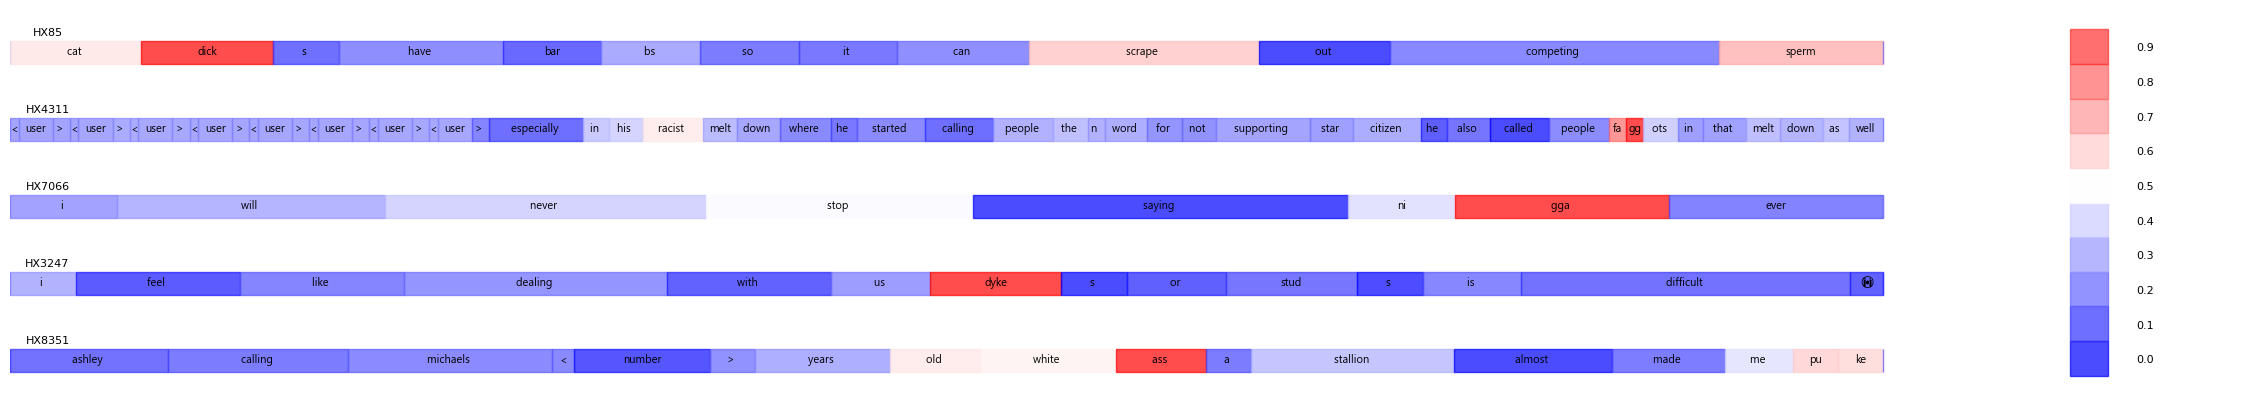 HX85
cat dick s have bar bs so it can scrape out competing sperm
HX4311
< user > < user > < user > < user > < user > < user > < user > < user > especially in his racist melt down where he started calling people the n word for not supporting star citizen he also called people fa gg ots in that melt down as well
HX7066
i will never stop saying ni gga ever
HX3247
i feel like dealing with us dyke s or stud s is difficult
HX8351
ashley calling michaels < number > years old white ass a stallion almost made me pu ke
0.9
0.8
0.7
0.6
0.5
0.4
0.3
0.2
0.1
0.0